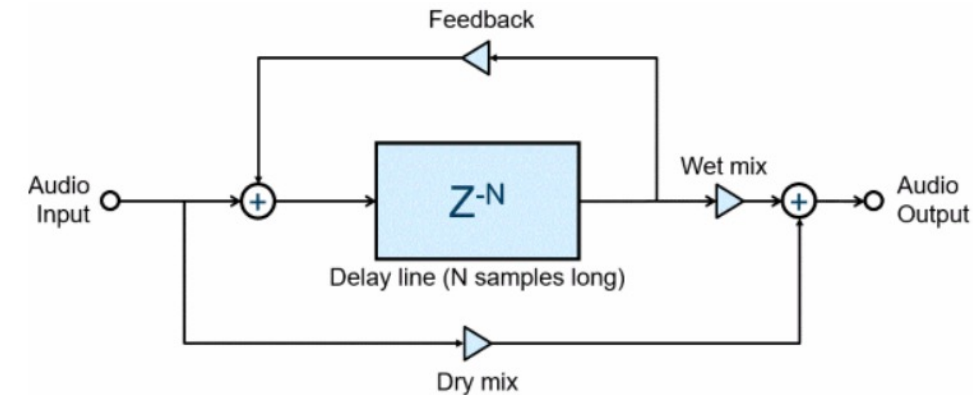 Feedback
Wet mix
Audio
Input
+
Z-N
+
Audio
Output
Delay line (N samples long)
Dry mix